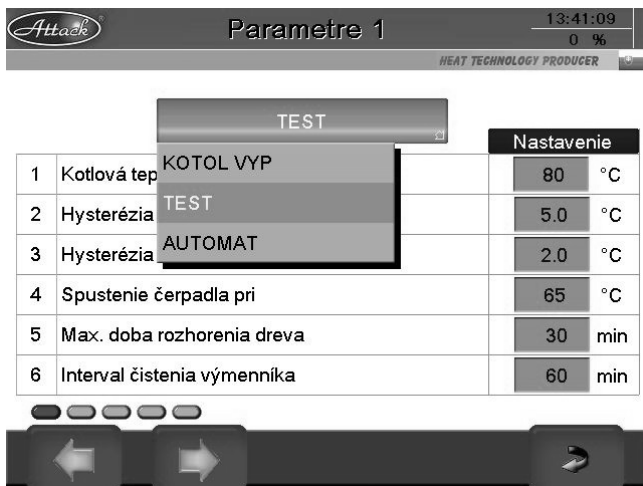 Attack
Parametre 1
13:41:09
0 %
HEAT TECHNOLOGY PRODUCER
TEST
Nastavenie
KOTOL VYP
TEST
AUTOMAT
1 Kotlová tep 80 °C
2 Hysterézia 5.0 °C
3 Hysterézia 2.0 °C
4 Spustenie čerpadla pri 65 °C
5 Max. doba rozhorenia dreva 30 min
6 Interval čistenia výmenníka 60 min